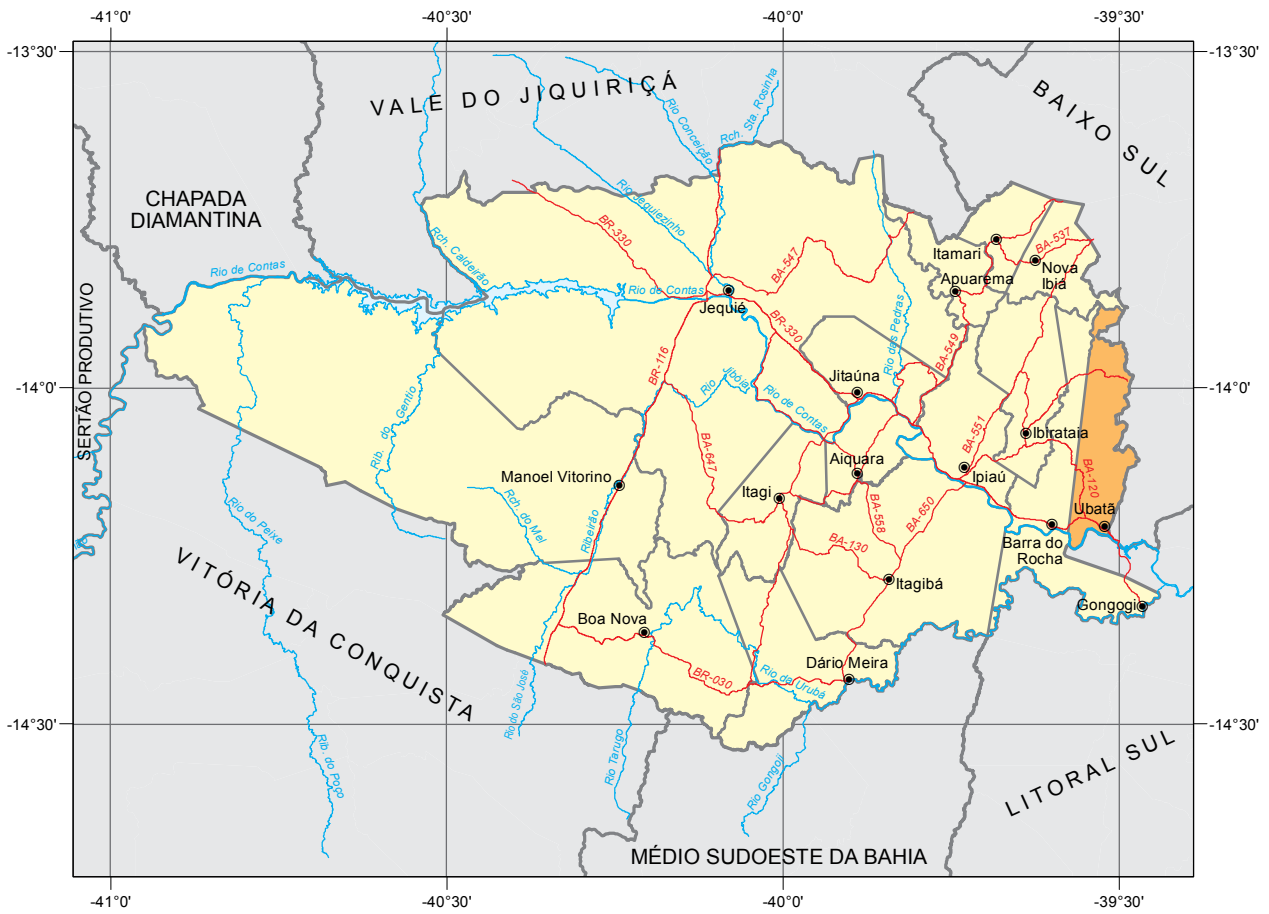 -41°0'
-40°30'
-40°0'
-39°30'
-13°30'
-13°30'
VALE DO JIQUIRIÇÁ
BAIXO SUL
Rio Conceição
Rch. Sta. Rosinha
CHAPADA
DIAMANTINA
Rio Jequiezinho
BR-330
Rch. Caldeirão
BA-547
Itamari
BA-537
Nova
Ibiá
Apuarema
Rio de Contas
Rio de Contas
Jequié
SERTÃO PRODUTIVO
BR-330
Rio das Pedras
BR-116
BA-549
-14°0'
-14°0'
Rio Jibóia
Jitaúna
Rio de Contas
Rib. do Gentio
BA-647
BA-551
Ibirataia
Aiquara
Ipiaú
BA-120
Manoel Vitorino
Itagi
Rch. do Mel
Ribeirão
BA-558
BA-650
Ubatã
Rio do Peixe
BA-130
Barra do
Rocha
Itagibá
Gongogi
VITÓRIA DA CONQUISTA
Boa Nova
Dário Meira
BR-030
Rio da Urubá
Rio do São José
-14°30'
-14°30'
Rib. do Poço
Rio Tarugo
Rio Gongoji
LITORAL SUL
MÉDIO SUDOESTE DA BAHIA
-41°0'
-40°30'
-40°0'
-39°30'